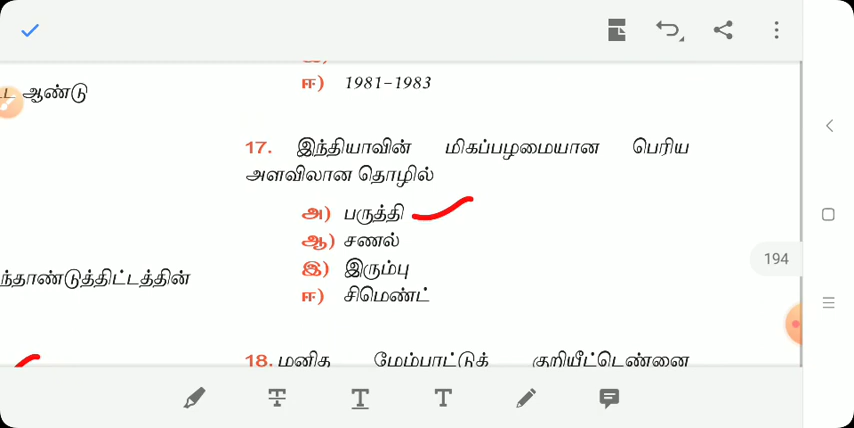 ட்ட ஆண்டு
ஈ) 1981-1983
17. இந்தியாவின் மிகப்பழமையான பெரிய
அளவிலான தொழில்
அ) பருத்தி
ஆ) சணல்
இ) இரும்பு
ஈ) சிமெண்ட்
ந்தாண்டுத்திட்டத்தின்
194
18. மனித மேம்பாட்டுக் குறியீட்டெண்ணை